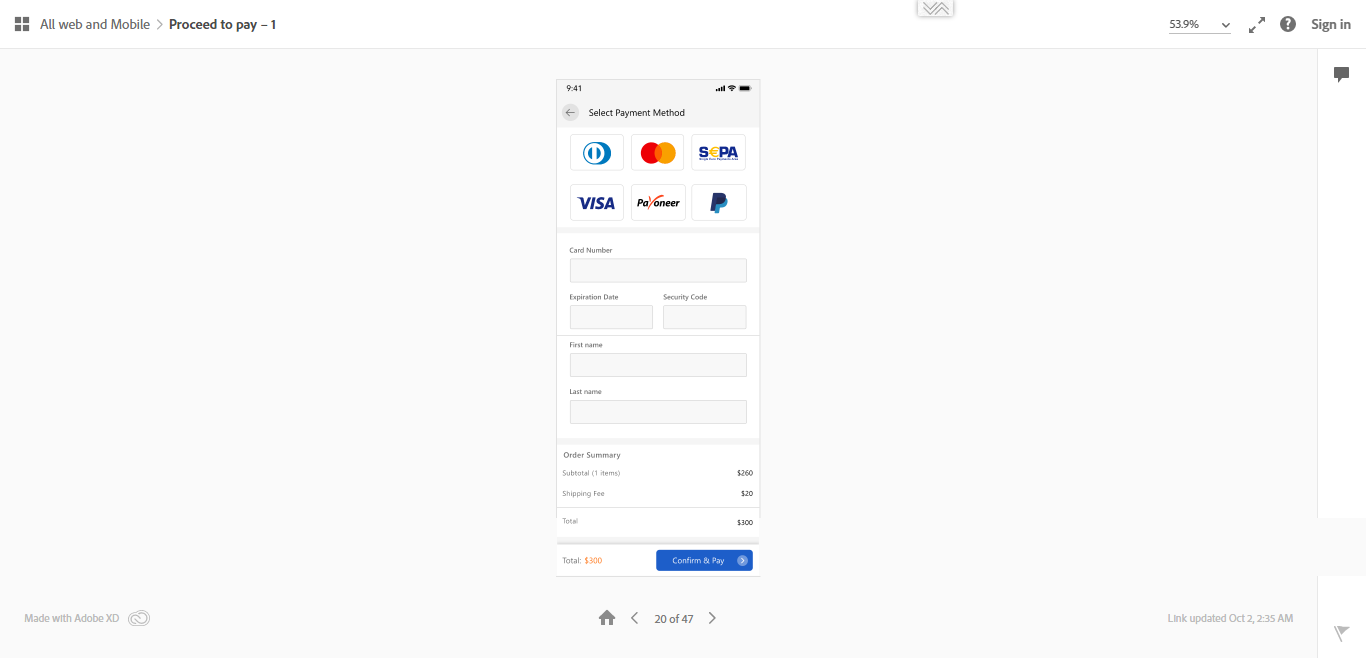 All web and Mobile > Proceed to pay – 1
53.9%
Sign in
9:41
Select Payment Method
SEPA
VISA
Payoneer
Card Number
Expiration Date Security Code
First name
Last name
Order Summary
Subtotal (1 items) $260
Shipping Fee $20
Total $300
Total: $300 Confirm & Pay
Made with Adobe XD
20 of 47
Link updated Oct 2, 2:35 AM